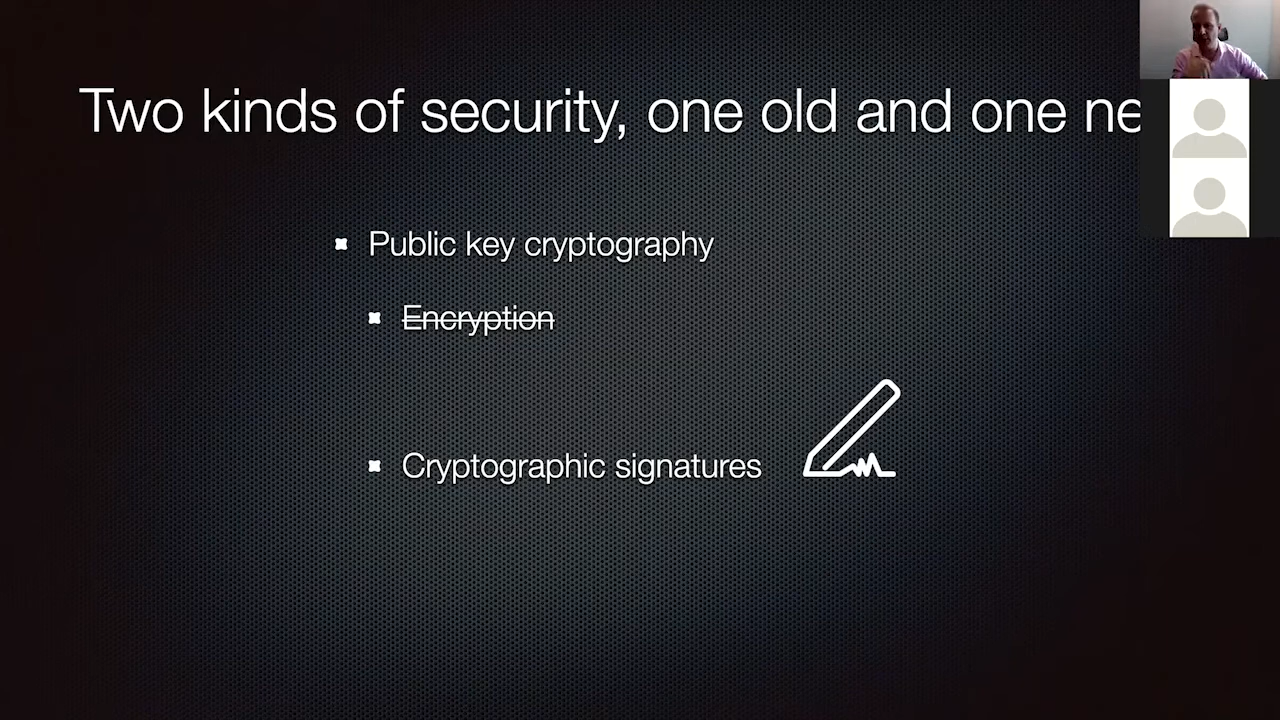 Two kinds of security, one old and one ne
Public key cryptography
Encryption
Cryptographic signatures